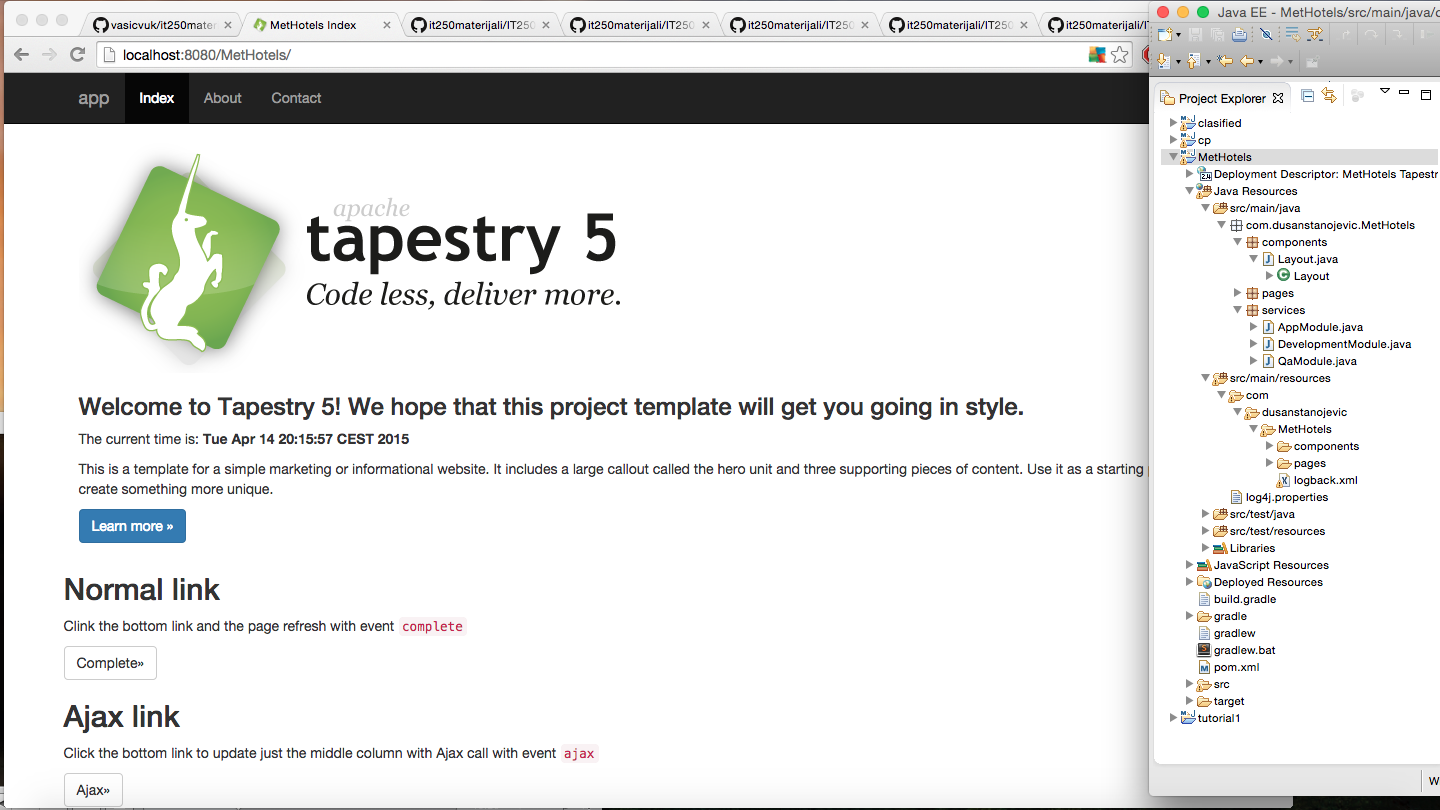 vasicvuk/it250mater
MetHotels Index
it250materijali/IT250
it250materijali/IT250
it250materijali/IT250
it250materijali/IT250
it250materijali/IT
localhost:8080/MetHotels/
app
Index
About
Contact
apache
tapestry 5
Code less, deliver more.
Welcome to Tapestry 5! We hope that this project template will get you going in style.
The current time is: Tue Apr 14 20:15:57 CEST 2015
This is a template for a simple marketing or informational website. It includes a large callout called the hero unit and three supporting pieces of content. Use it as a starting
create something more unique.
Learn more »
Normal link
Clink the bottom link and the page refresh with event complete
Complete»
Ajax link
Click the bottom link to update just the middle column with Ajax call with event ajax
Ajax»
Java EE - MetHotels/src/main/java/c
Project Explorer
clasified
cp
MetHotels
Deployment Descriptor: MetHotels Tapestr
Java Resources
src/main/java
com.dusanstanojevic.MetHotels
components
Layout.java
Layout
pages
services
AppModule.java
DevelopmentModule.java
QaModule.java
src/main/resources
com
dusanstanojevic
MetHotels
components
pages
logback.xml
log4j.properties
src/test/java
src/test/resources
Libraries
JavaScript Resources
Deployed Resources
build.gradle
gradle
gradlew
gradlew.bat
pom.xml
src
target
tutorial1
W